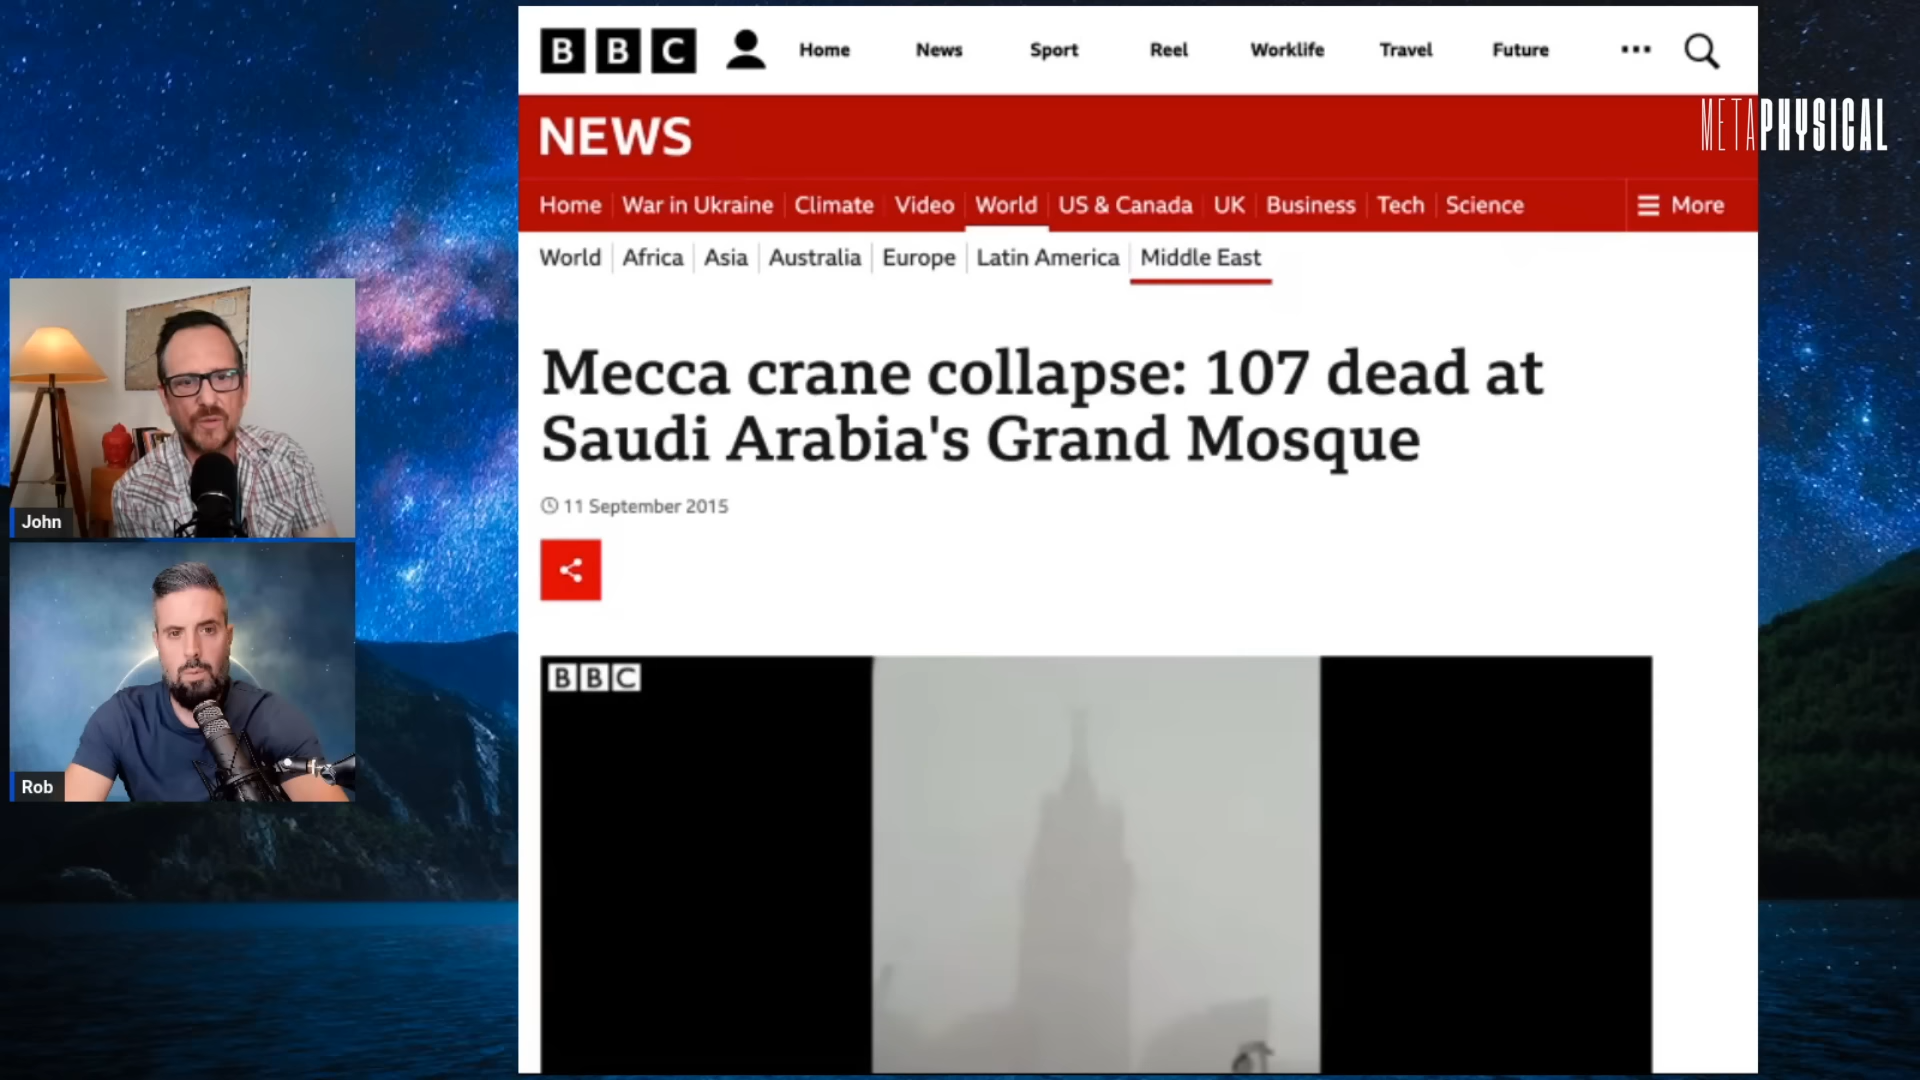 BBC Home News Sport Reel Worklife Travel Future
METAPHYSICAL
NEWS
Home War in Ukraine Climate Video World US & Canada UK Business Tech Science More
World Africa Asia Australia Europe Latin America Middle East
Mecca crane collapse: 107 dead at
Saudi Arabia's Grand Mosque
11 September 2015
BBC
John
Rob